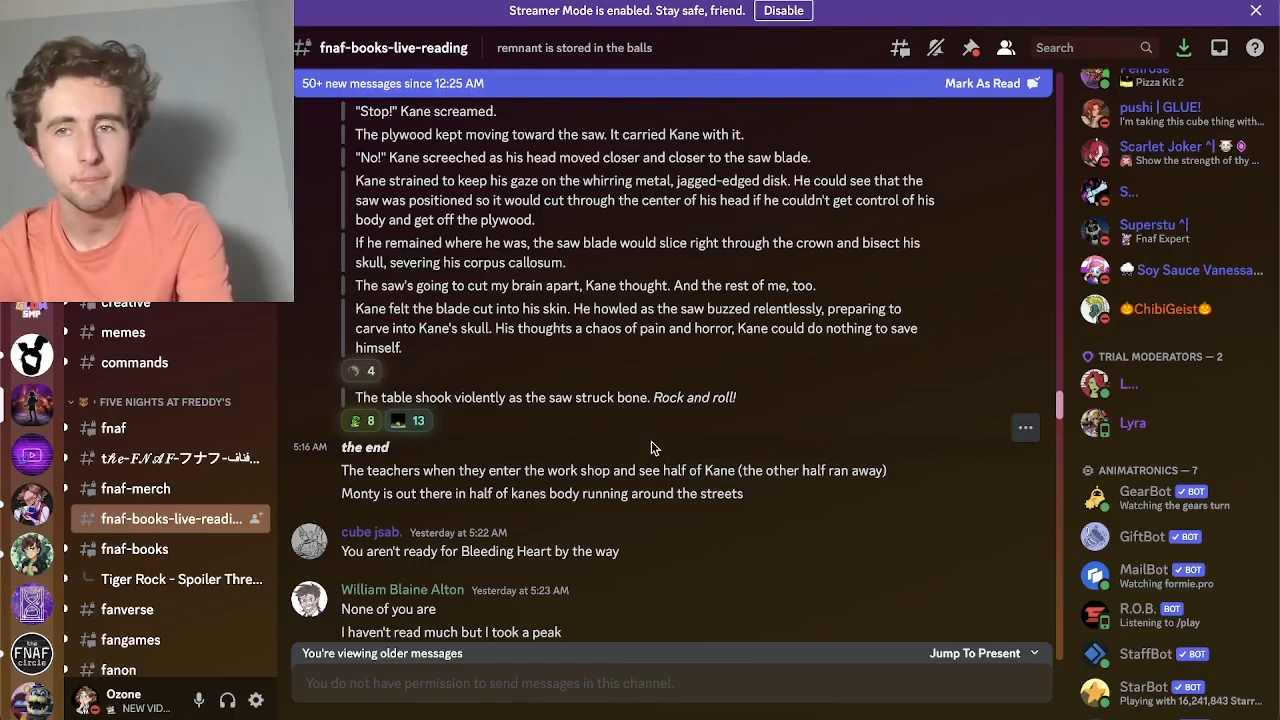 Streamer Mode is enabled. Stay safe, friend.
Disable
fnaf-books-live-reading
remnant is stored in the balls
Search
50+ new messages since 12:25 AM
Mark As Read
"Stop!" Kane screamed.
The plywood kept moving toward the saw. It carried Kane with it.
"No!" Kane screeched as his head moved closer and closer to the saw blade.
Kane strained to keep his gaze on the whirring metal, jagged-edged disk. He could see that the
saw was positioned so it would cut through the center of his head if he couldn't get control of his
body and get off the plywood.
If he remained where he was, the saw blade would slice right through the crown and bisect his
skull, severing his corpus callosum.
The saw's going to cut my brain apart, Kane thought. And the rest of me, too.
Kane felt the blade cut into his skin. He howled as the saw buzzed relentlessly, preparing to
carve into Kane's skull. His thoughts a chaos of pain and horror, Kane could do nothing to save
himself.
4
The table shook violently as the saw struck bone. Rock and roll!
8
13
5:16 AM
the end
The teachers when they enter the work shop and see half of Kane (the other half ran away)
Monty is out there in half of kanes body running around the streets
cube jsab. Yesterday at 5:22 AM
You aren't ready for Bleeding Heart by the way
William Blaine Alton Yesterday at 5:23 AM
None of you are
I haven't read much but I took a peak
You're viewing older messages
Jump To Present
You do not have permission to send messages in this channel.
SMP
creative
memes
commands
FIVE NIGHTS AT FREDDY'S
fnaf
fnaf-merch
fnaf-books-live-readi...
fnaf-books
Tiger Rock - Spoiler Thre...
fanverse
fangames
fanon
the
FNAF
CIRCLE
Ozone
NEW VID...
Penrose
Pizza Kit 2
pushi | GLUE!
I'm taking this cube thing with...
Scarlet Joker ^|
Show the strength of thy ...
S...
Superstu ^|
Fnaf Expert
Soy Sauce Vanessa...
ChibiGeist
TRIAL MODERATORS — 2
L...
Lyra
ANIMATRONICS — 7
GearBot BOT
Watching the gears turn
GiftBot BOT
MailBot BOT
Watching formie.pro
R.O.B. BOT
Listening to /play
StaffBot BOT
StarBot BOT
Playing with 16,241,843 Starr...